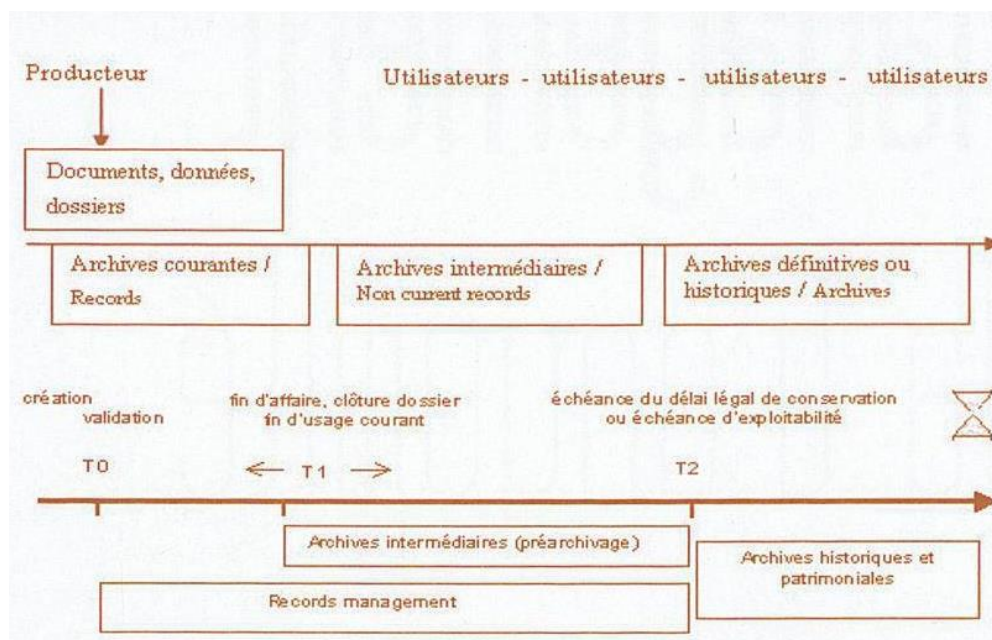 Producteur
Utilisateurs - utilisateurs - utilisateurs - utilisateurs
Documents, données,
dossiers
Archives courantes /
Records
Archives intermédiaires /
Non current records
Archives définitives ou
historiques / Archives
création
validation
fin d'affaire, clôture dossier
fin d'usage courant
échéance du délai légal de conservation
ou échéance d'exploitabilité
T0
T1
T2
Archives intermédiaires (préarchivage)
Archives historiques et
patrimoniales
Records management